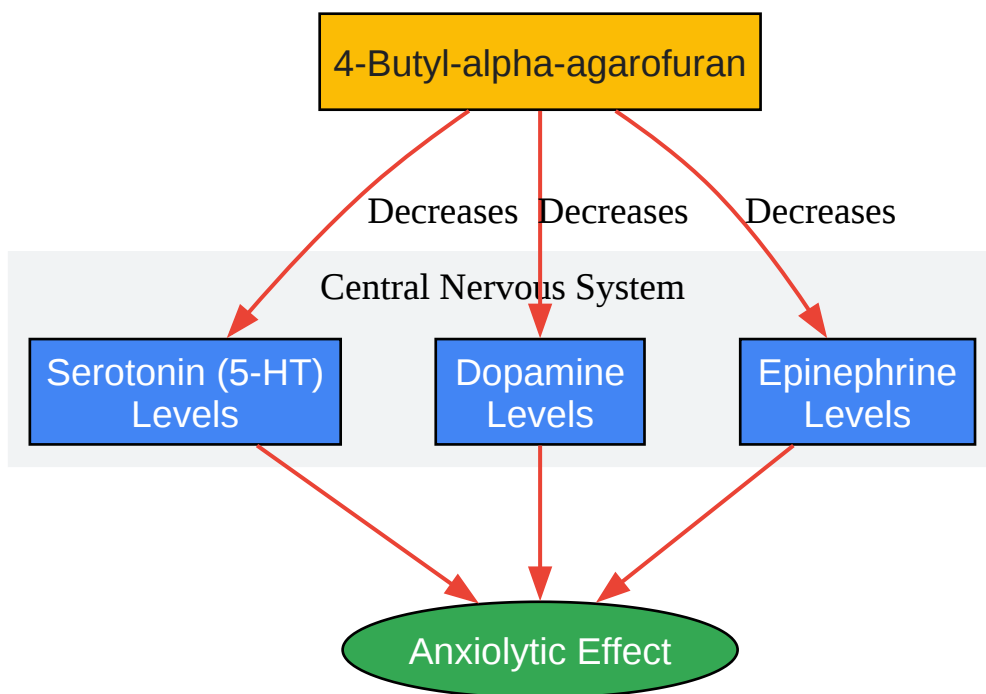 4-Butyl-alpha-agarofuran
Decreases
Decreases
Decreases
Central Nervous System
Serotonin (5-HT)
Levels
Dopamine
Levels
Epinephrine
Levels
Anxiolytic Effect